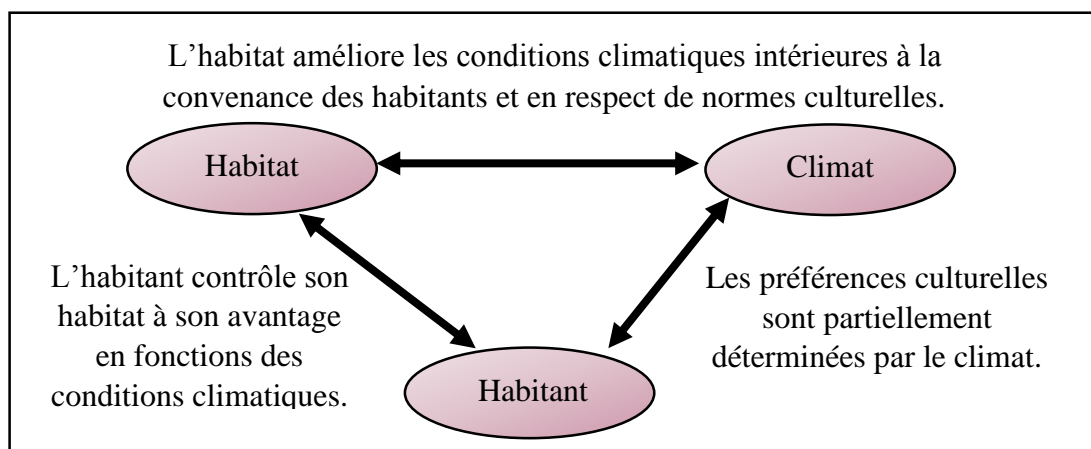 L’habitat améliore les conditions climatiques intérieures à la
convenance des habitants et en respect de normes culturelles.
Habitat
Climat
L’habitant contrôle son
habitat à son avantage
en fonctions des
conditions climatiques.
Les préférences culturelles
sont partiellement
déterminées par le climat.
Habitant